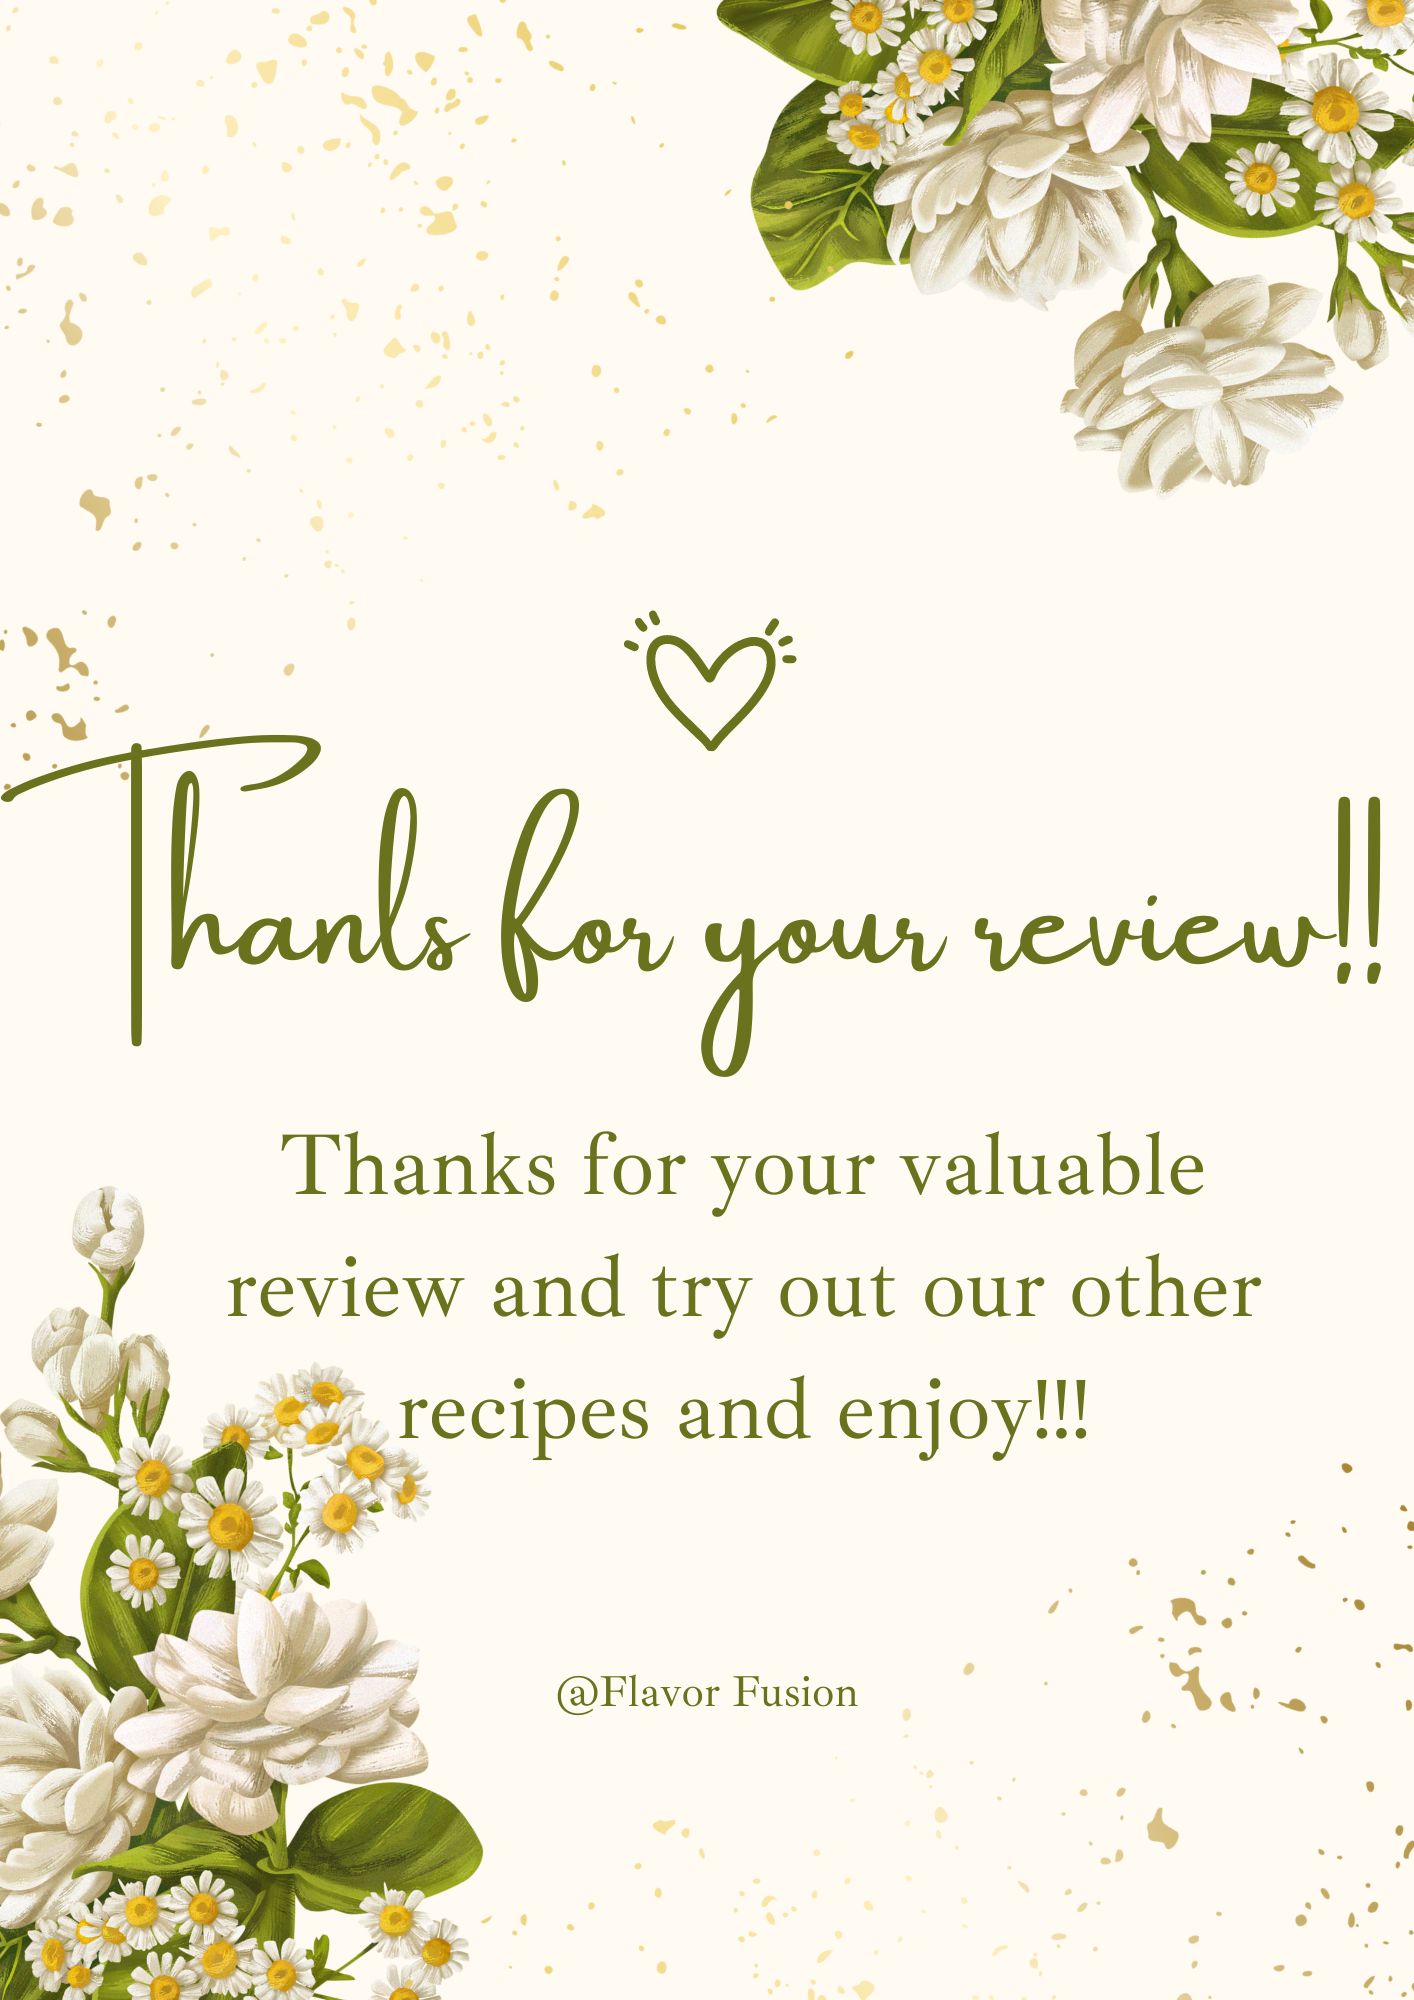 Thanls for your review!!
Thanks for your valuable
review and try out our other
recipes and enjoy!!!
@Flavor Fusion